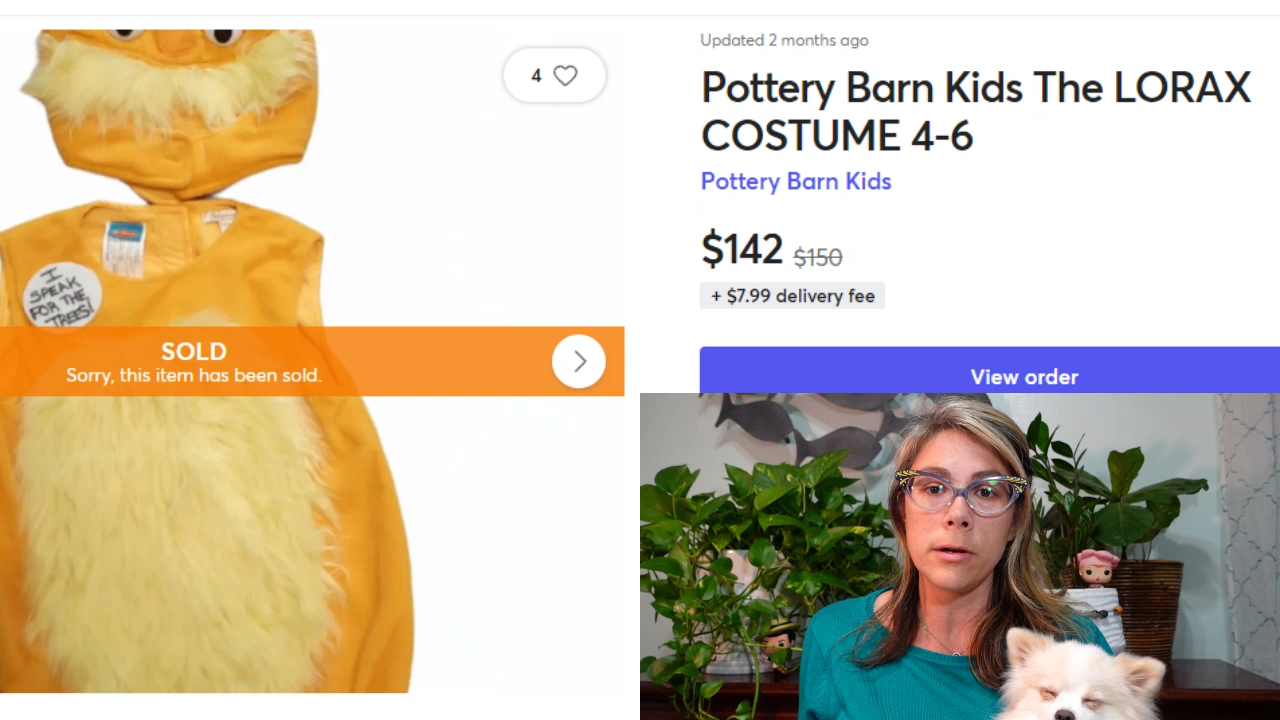 4
I
SPEAK
FOR THE
TREES!
SOLD
Sorry, this item has been sold.
Updated 2 months ago
Pottery Barn Kids The LORAX
COSTUME 4-6
Pottery Barn Kids
$142 $150
+ $7.99 delivery fee
View order